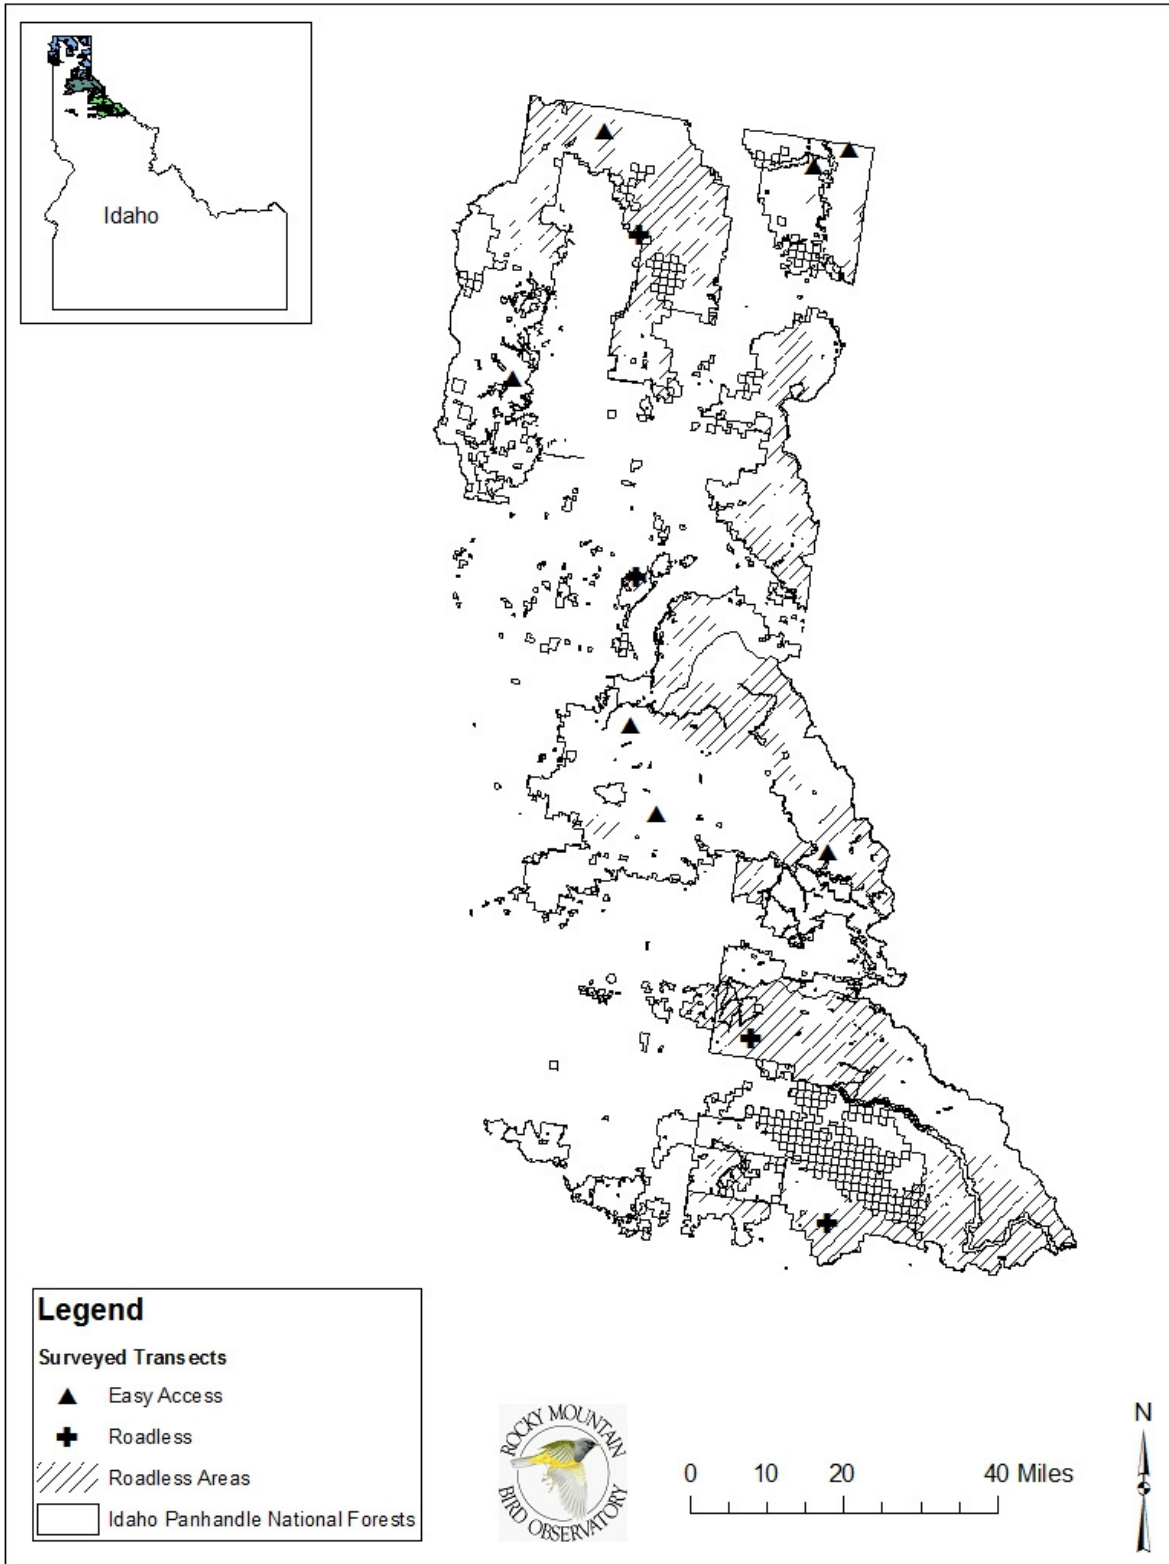 Idaho
Legend
Surveyed Transects
Easy Access
Roadless
Roadless Areas
Idaho Panhandle National Forests
ROCKY MOUNTAIN
BIRD OBSERVATORY
0 10 20 40 Miles
N